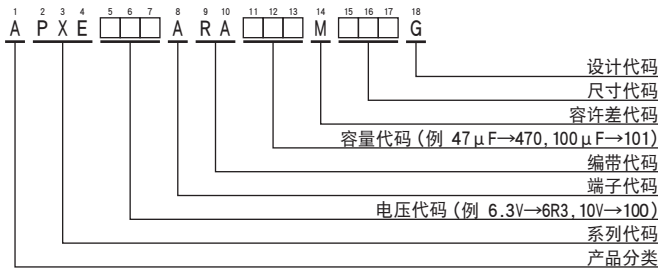 1 2 3 4 5 6 7 8 9 10 11 12 13 14 15 16 17 18
A P X E □□□ A R A □□□ M □□□ G
设计代码
尺寸代码
容许差代码
容量代码(例 47μF→470,100μF→101)
编带代码
端子代码
电压代码(例 6.3V→6R3,10V→100)
系列代码
产品分类